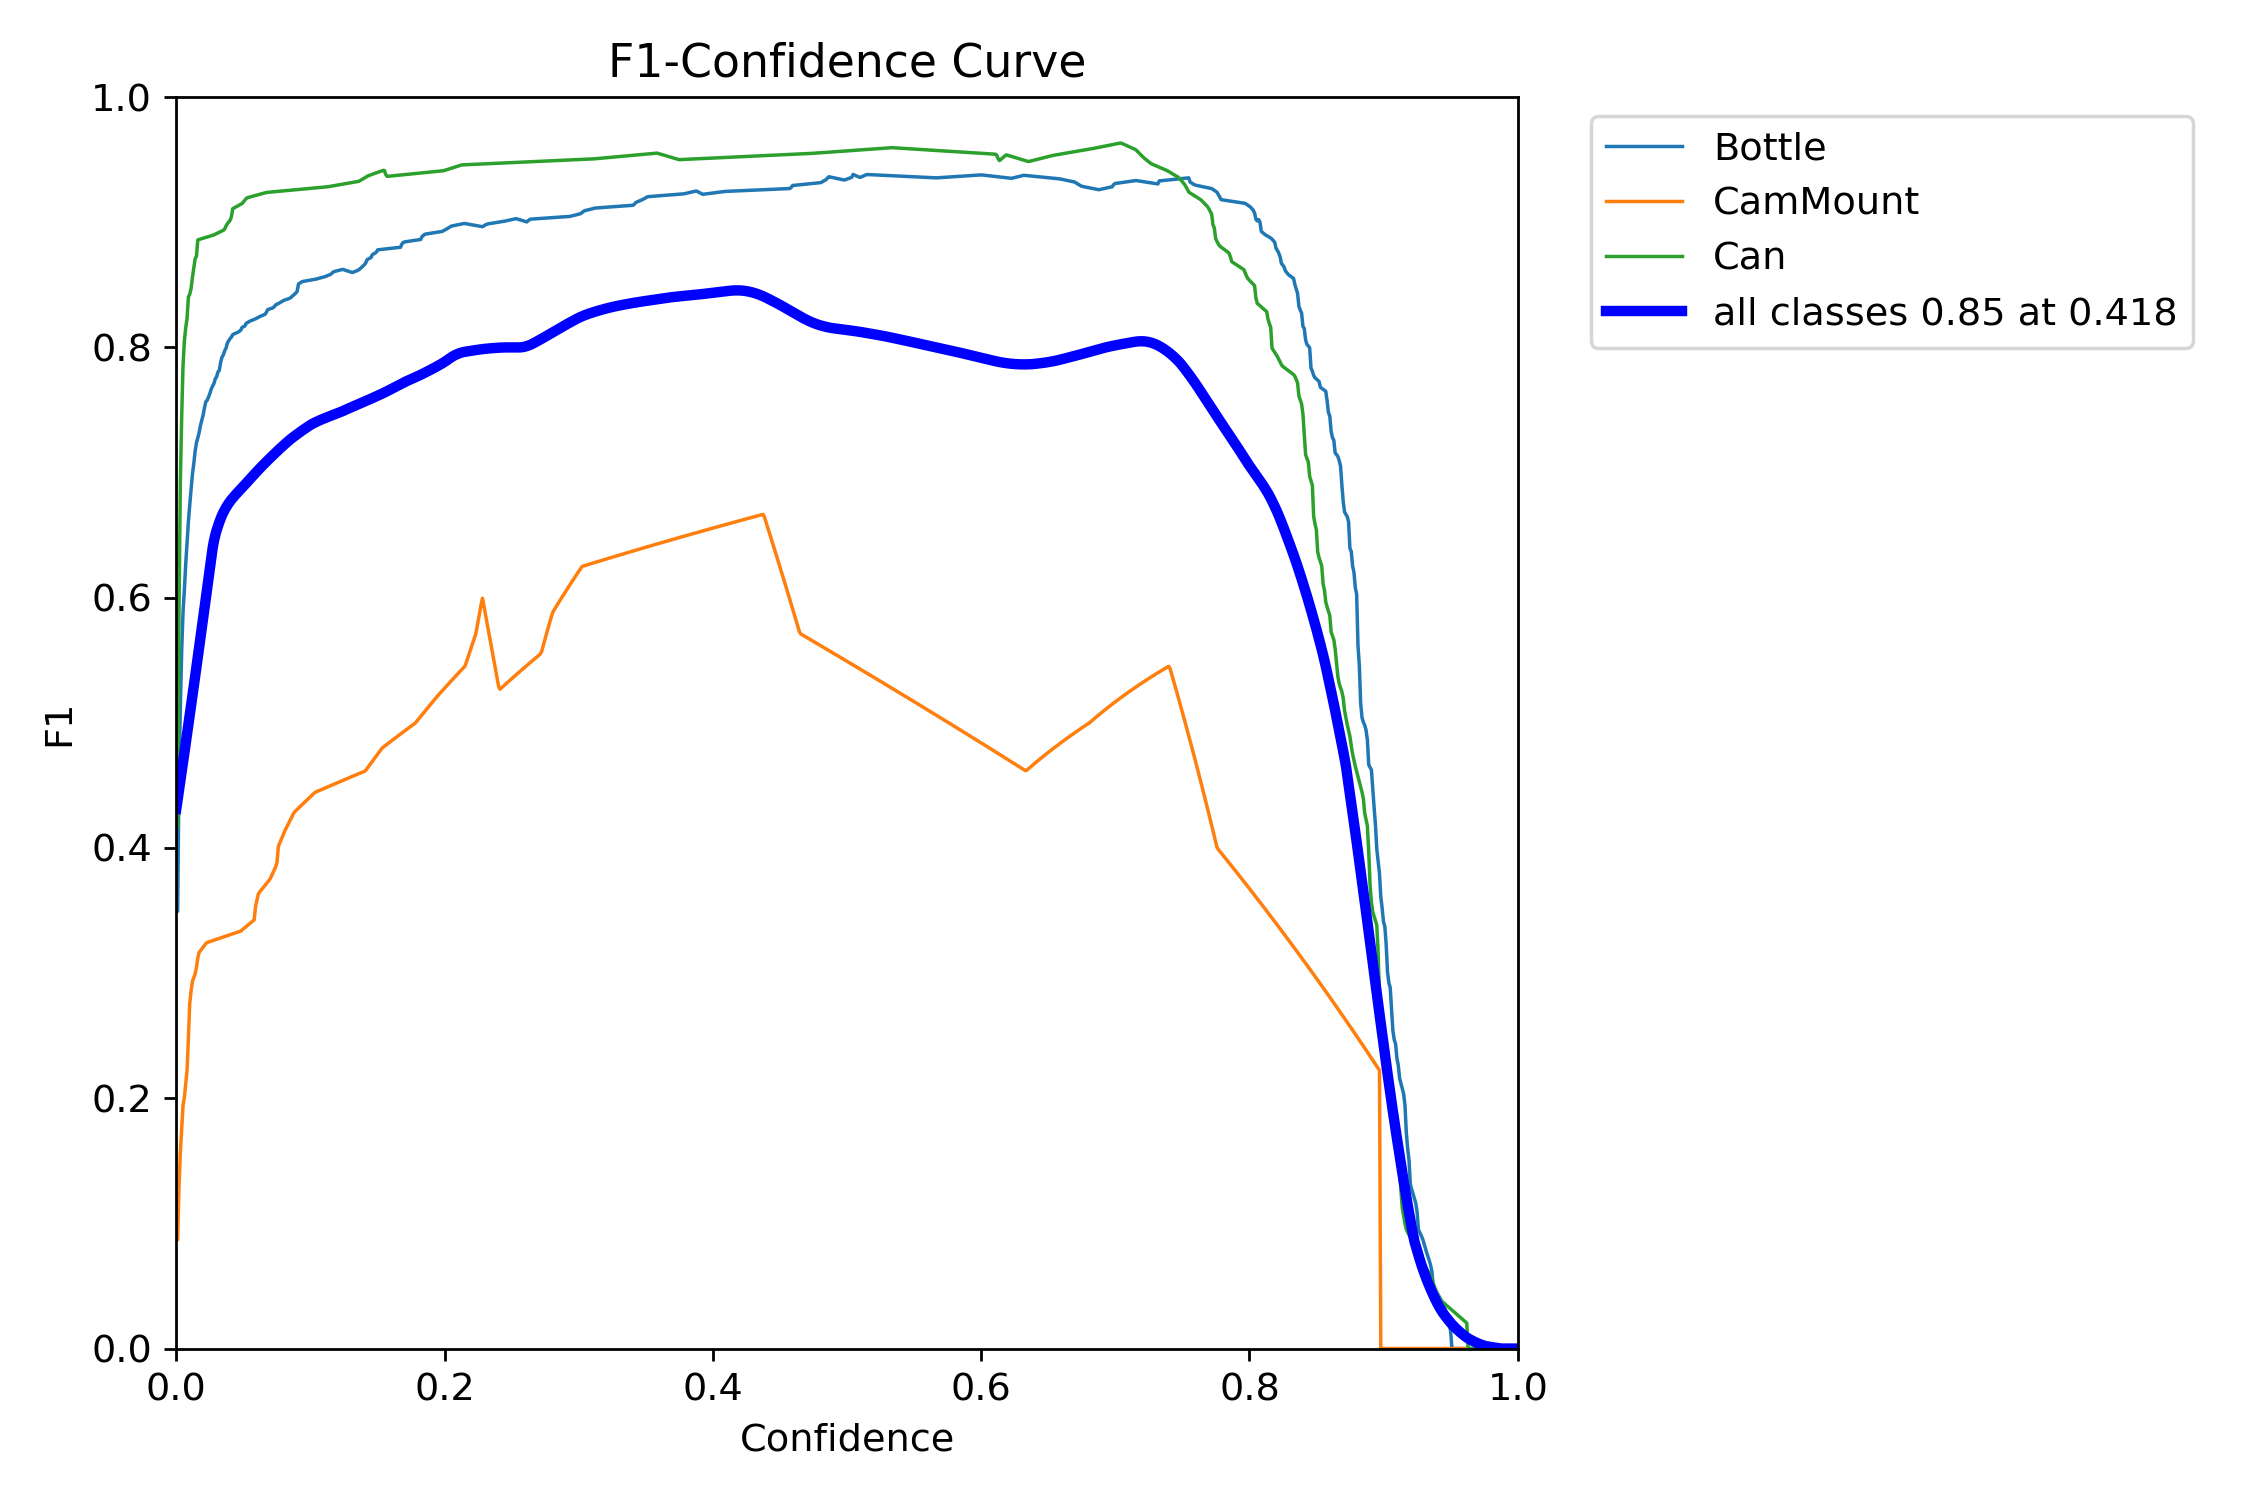 F1-Confidence Curve
1.0
0.8
0.6
0.4
0.2
0.0
F1
0.0 0.2 0.4 0.6 0.8 1.0
Confidence
Bottle
CamMount
Can
all classes 0.85 at 0.418